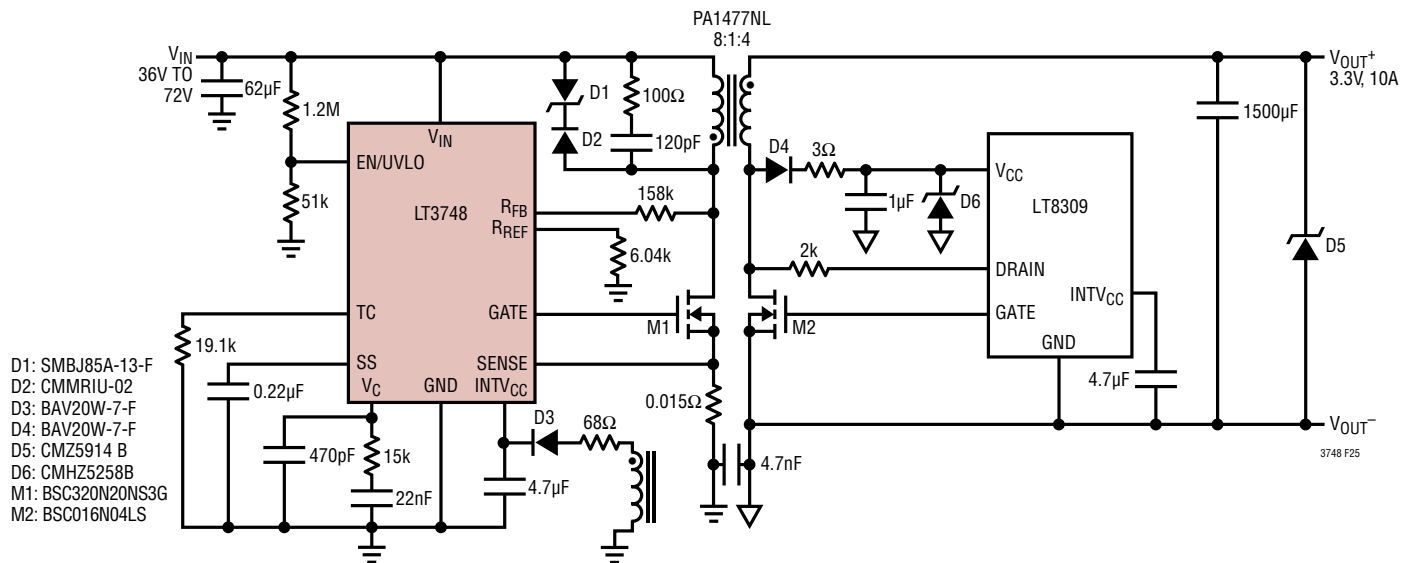 PA1477NL
8:1:4
VIN
36V TO
72V
62µF
1.2M
51k
VIN
EN/UVLO
LT3748
RFB
RREF
TC
GATE
SS
SENSE
VC
GND
INTVCC
D1
D2
100Ω
120pF
158k
6.04k
M1
0.015Ω
4.7nF
19.1k
0.22µF
470pF
15k
22nF
D3
68Ω
4.7µF
D4
3Ω
1µF
D6
2k
M2
VCC
LT8309
DRAIN
INTVCC
GATE
GND
4.7µF
1500µF
D5
VOUT+
3.3V, 10A
VOUT–
3748 F25
D1: SMBJ85A-13-F
D2: CMMRIU-02
D3: BAV20W-7-F
D4: BAV20W-7-F
D5: CMZ5914 B
D6: CMHZ5258B
M1: BSC320N20NS3G
M2: BSC016N04LS